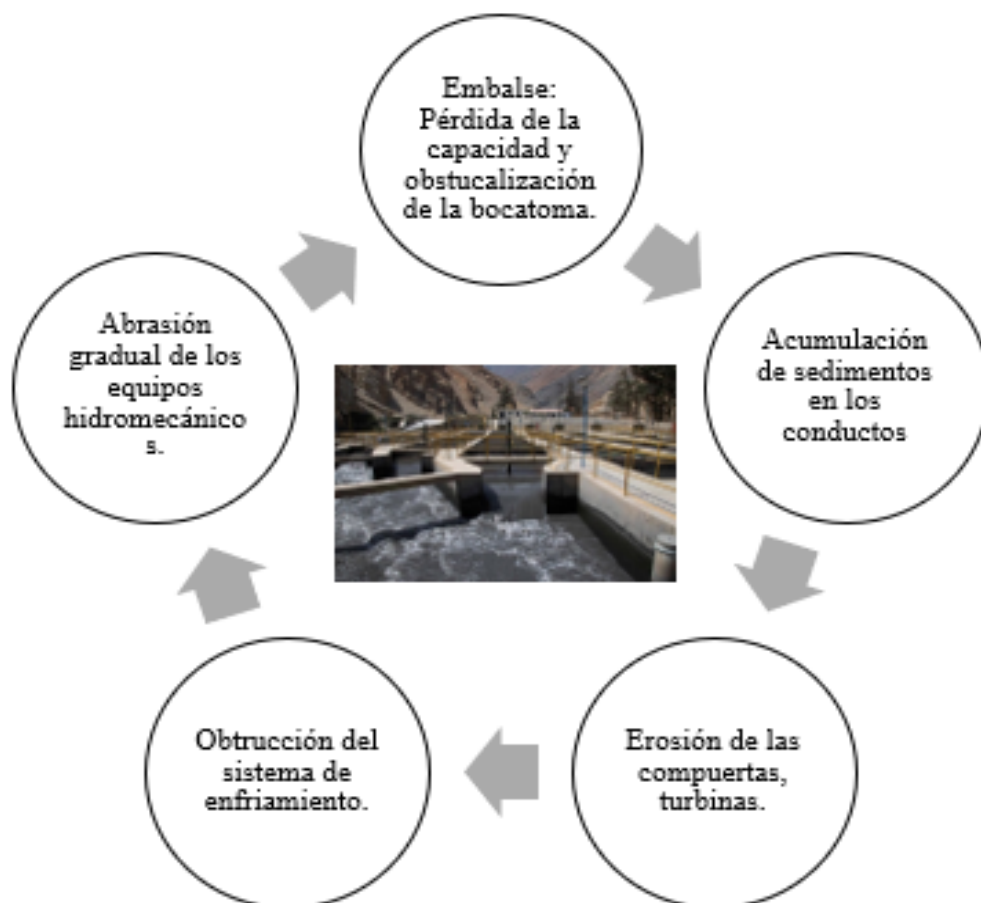 Embalse:
Pérdida de la
capacidad y
obstucalización
de la bocatoma.
Acumulación
de sedimentos
en los
conductos
Erosión de las
compuertas,
turbinas.
Obtrucción del
sistema de
enfriamiento.
Abrasión
gradual de los
equipos
hidromecánico
s.